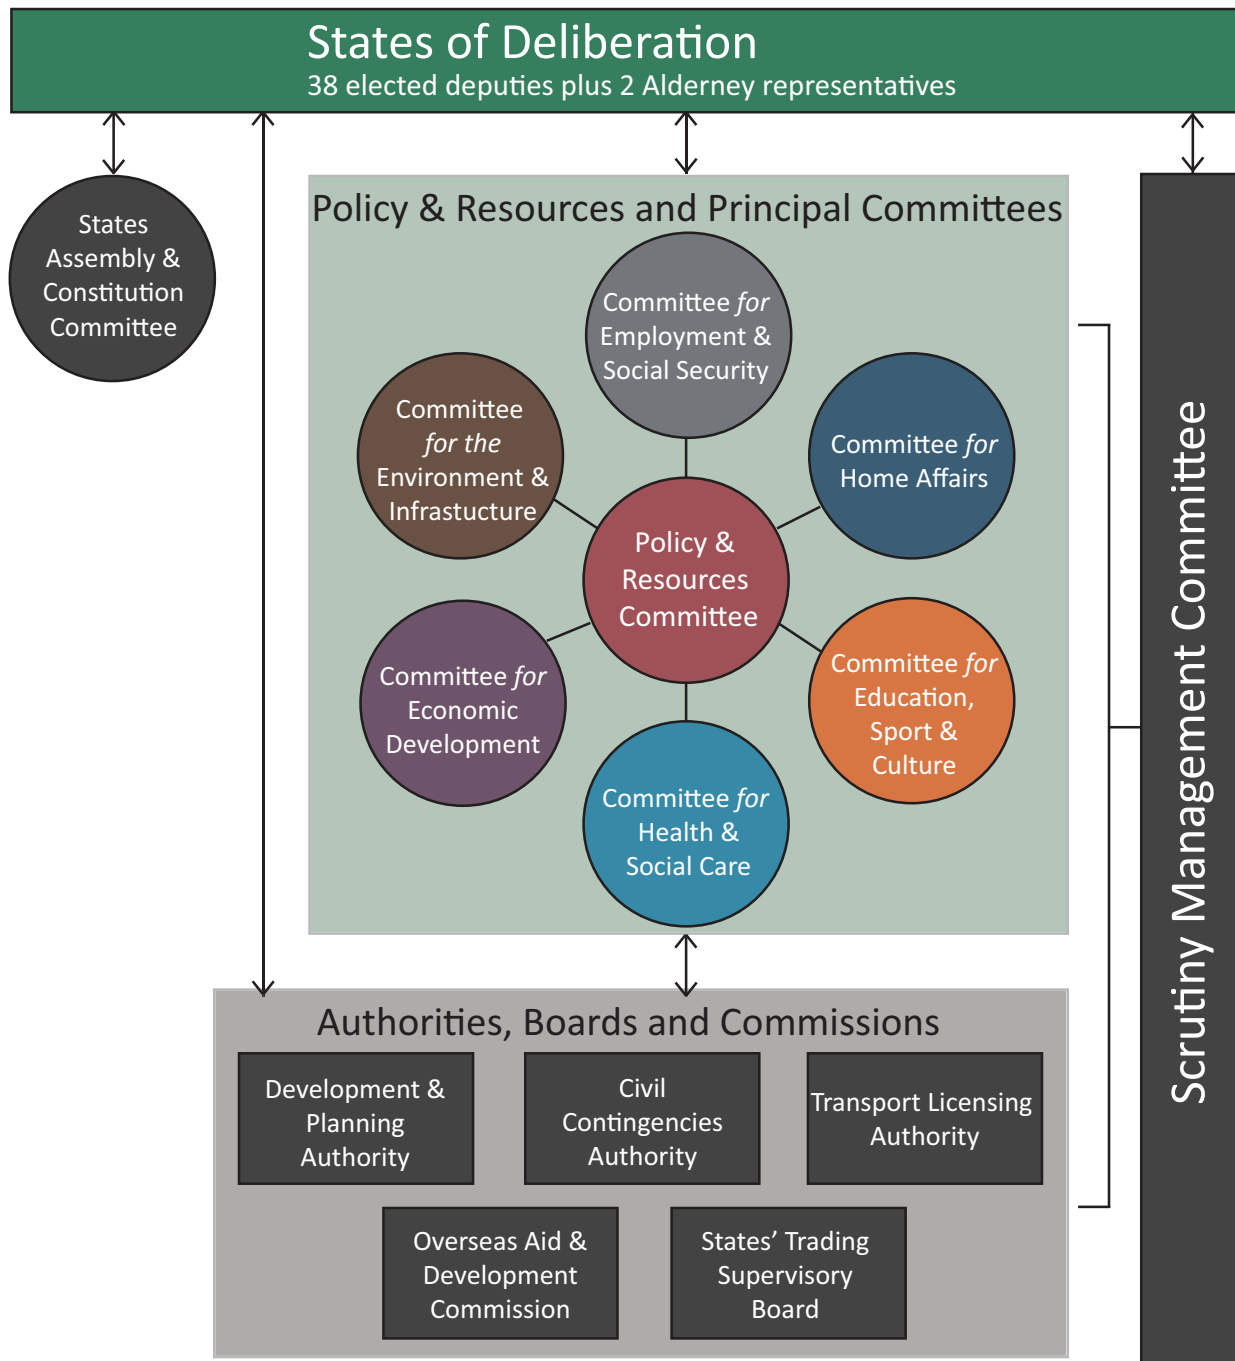 States of Deliberation
38 elected deputies plus 2 Alderney representatives
States
Assembly &
Constitution
Committee
Policy & Resources and Principal Committees
Committee for
Employment &
Social Security
Committee
for the
Environment &
Infrastucture
Committee for
Home Affairs
Policy &
Resources
Committee
Committee for
Economic
Development
Committee for
Education,
Sport &
Culture
Committee for
Health &
Social Care
Scrutiny Management Committee
Authorities, Boards and Commissions
Development &
Planning
Authority
Civil
Contingencies
Authority
Transport Licensing
Authority
Overseas Aid &
Development
Commission
States’ Trading
Supervisory
Board